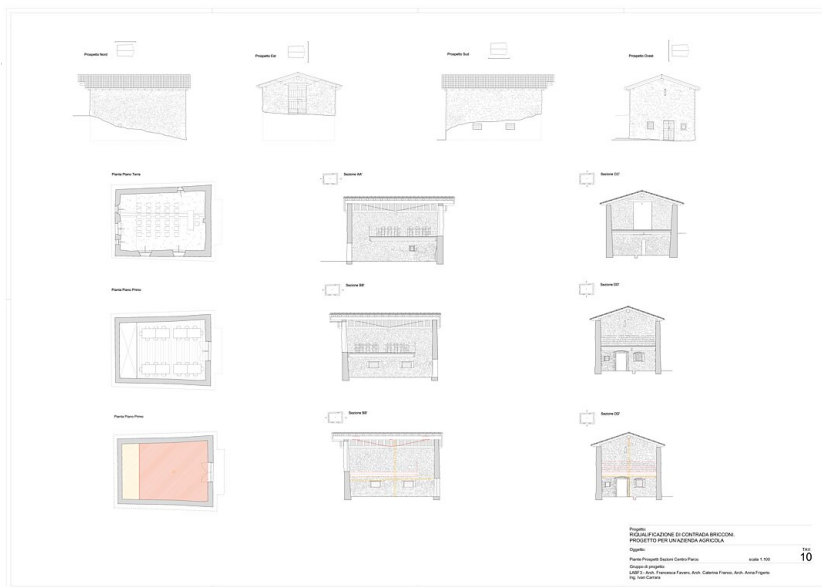 Prospetto Nord
Prospetto Est
Prospetto Sud
Prospetto Ovest
Pianta Piano Terra
Sezione AA'
Sezione CC'
Pianta Piano Primo
Sezione BB'
Sezione DD'
Pianta Piano Primo
Sezione BB'
Sezione DD'
Progetto:
RIQUALIFICAZIONE DI CONTRADA BRICCONI.
PROGETTO PER UN'AZIENDA AGRICOLA
Oggetto:
Piante Prospetti Sezioni Centro Parco
scala 1:100
TAV.
10
Gruppo di progetto
LABF3 - Arch. Francesca Favero, Arch. Caterina Franco, Arch. Anna Frigerio
Ing. Ivan Carrara